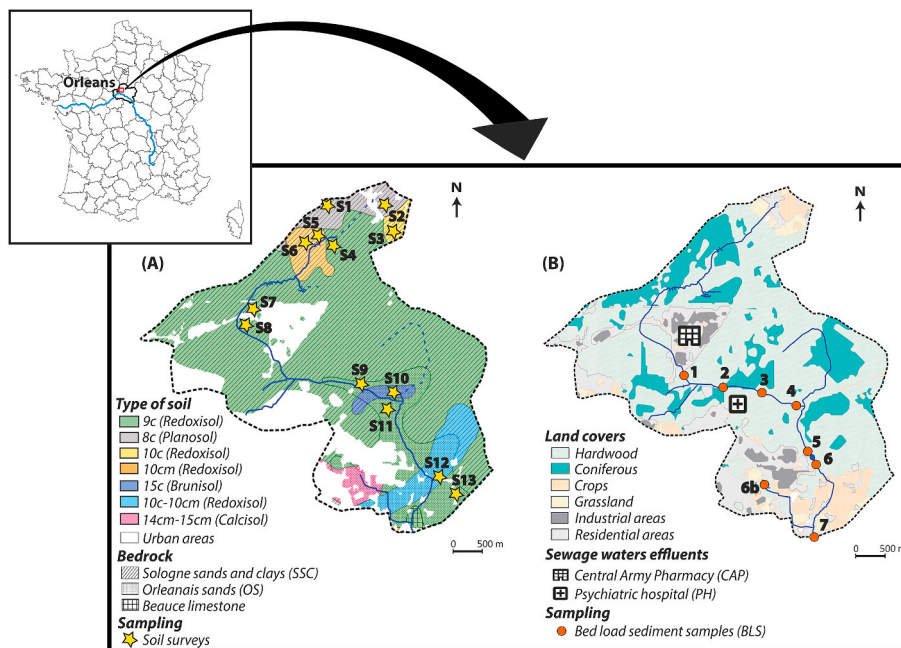 Orleans
N
N
(A)
(B)
S1
S2
S3
S4
S5
S6
S7
S8
S9
S10
S11
S12
S13
1
2
3
4
5
6
6b
7
Type of soil
9c (Redoxisol)
8c (Planosol)
10c (Redoxisol)
10cm (Redoxisol)
15c (Brunisol)
10c-10cm (Redoxisol)
14cm-15cm (Calcisol)
Urban areas
Bedrock
Sologne sands and clays (SSC)
Orleanais sands (OS)
Beauce limestone
Sampling
Soil surveys
0 500 m
Land covers
Hardwood
Coniferous
Crops
Grassland
Industrial areas
Residential areas
Sewage waters effluents
Central Army Pharmacy (CAP)
Psychiatric hospital (PH)
Sampling
Bed load sediment samples (BLS)
0 500 m